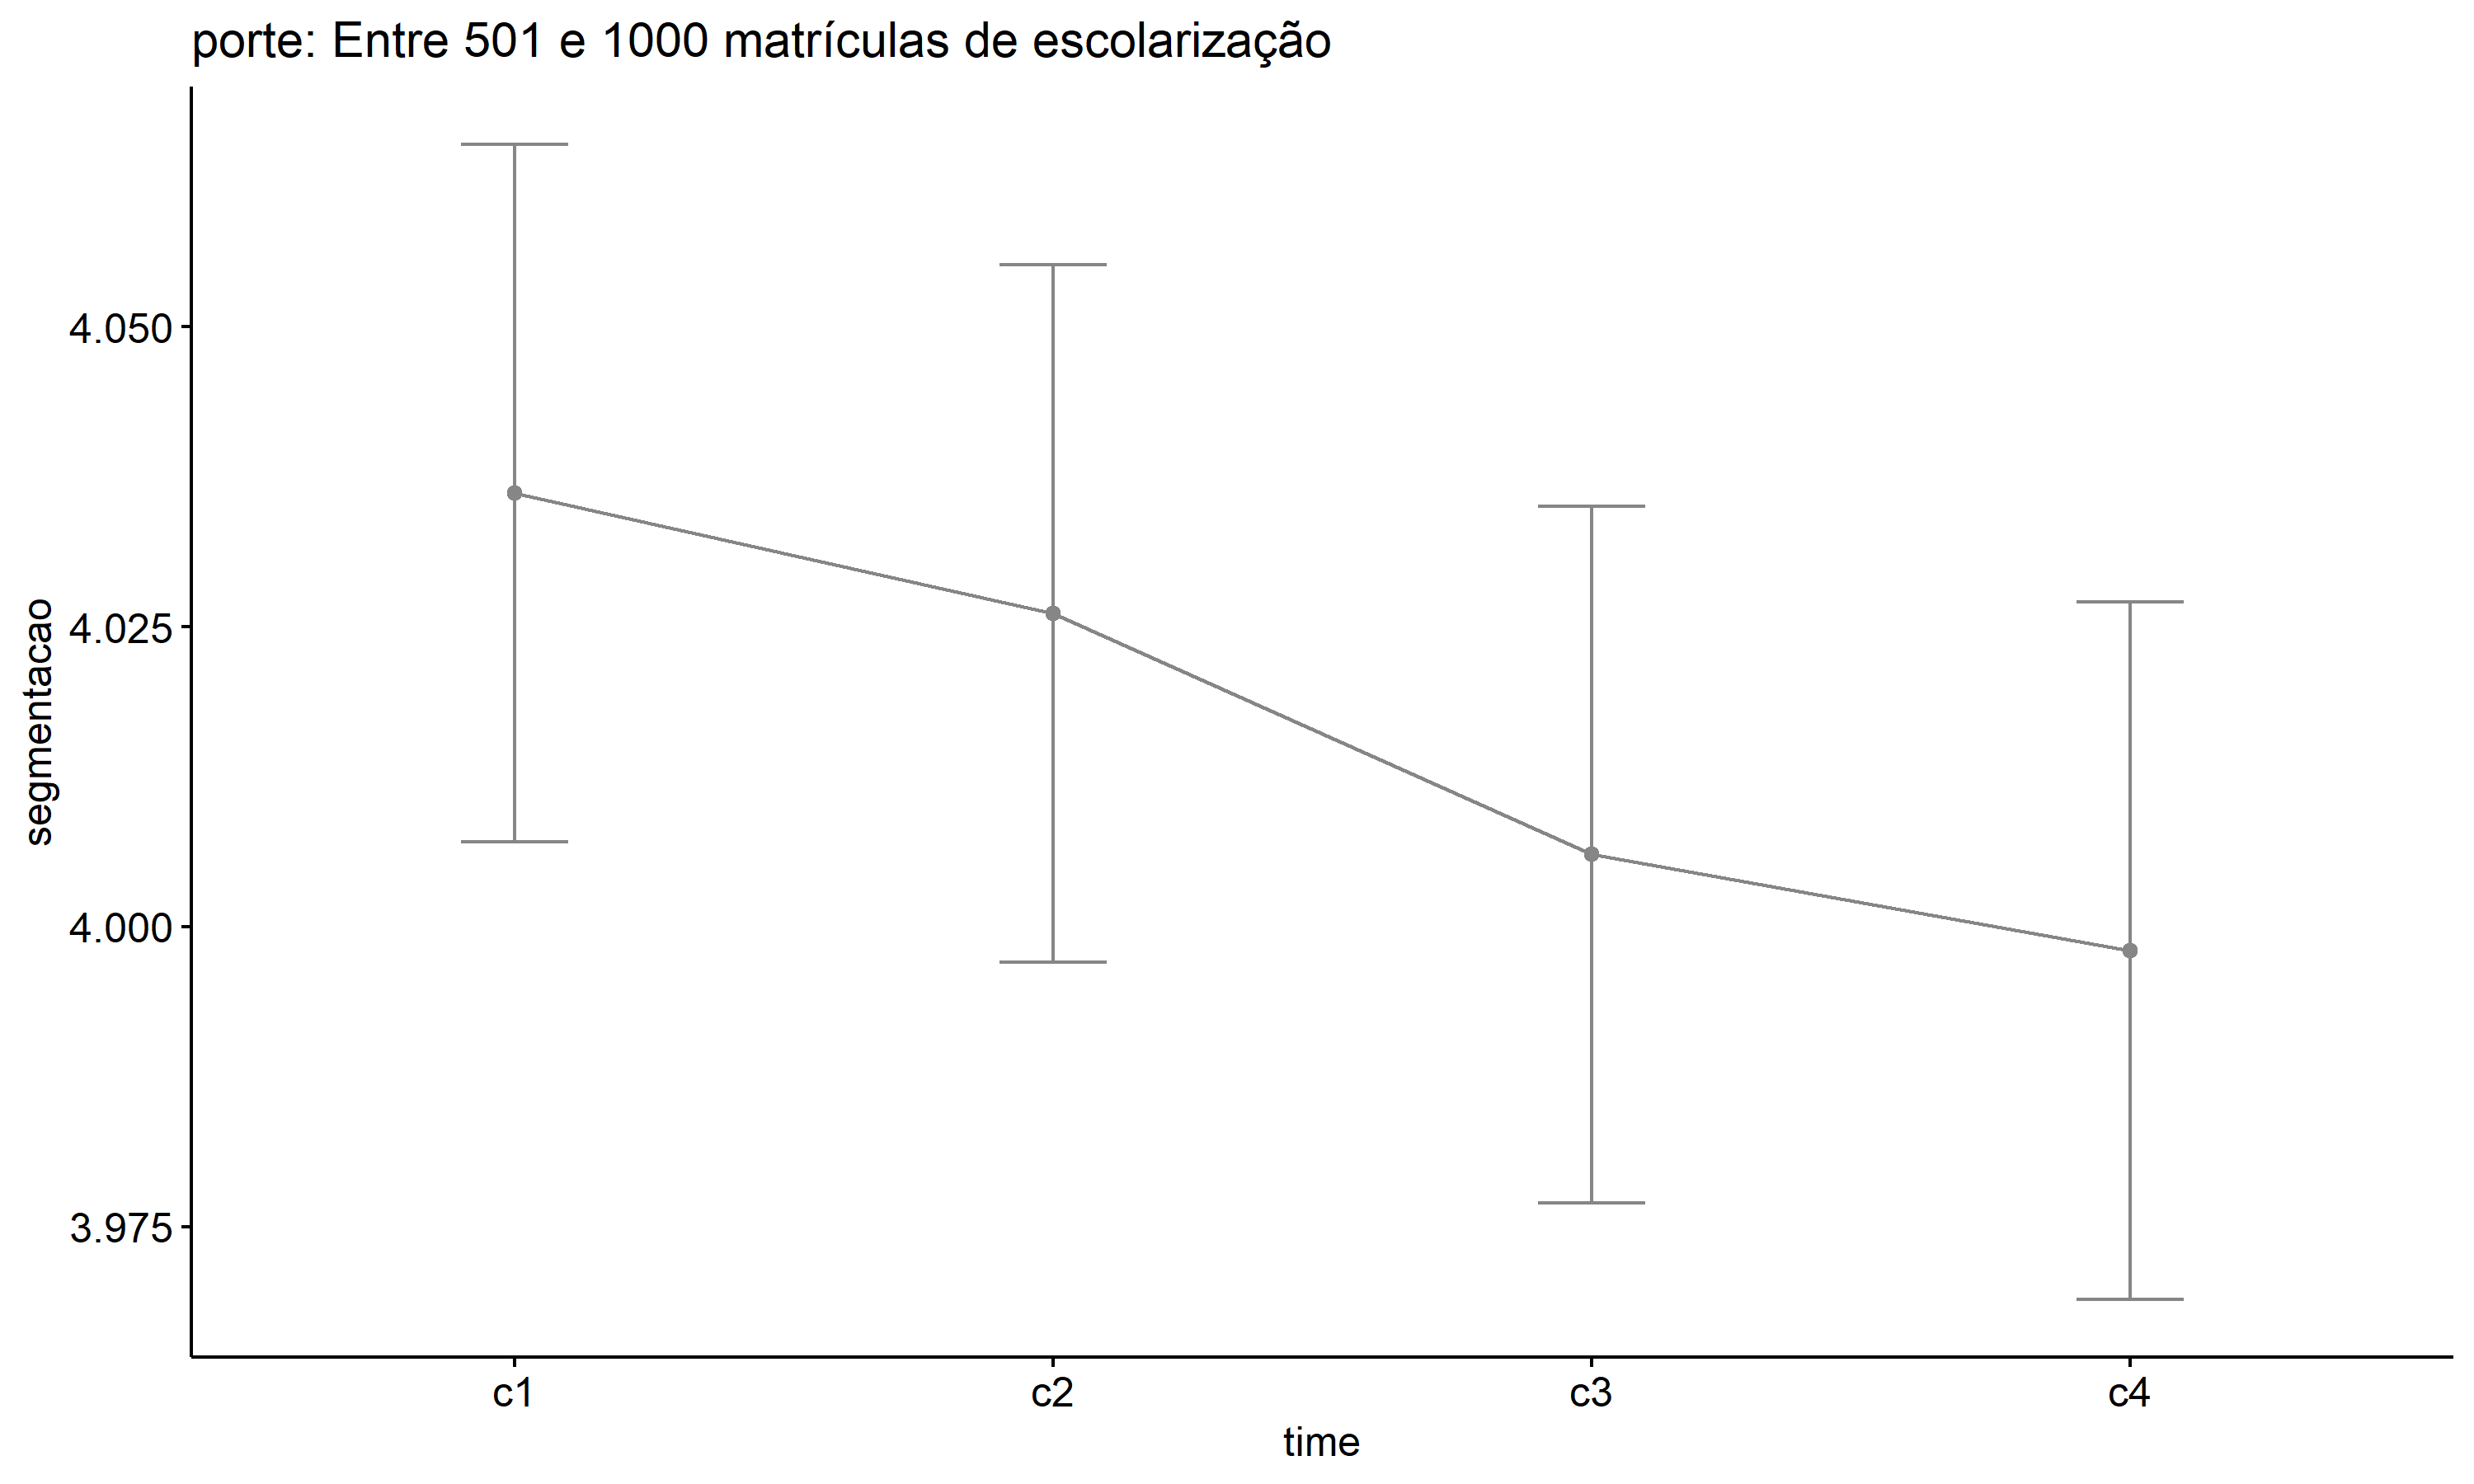 porte: Entre 501 e 1000 matrículas de escolarização
segmentacao
4.050
4.025
4.000
3.975
c1 c2 c3 c4
time